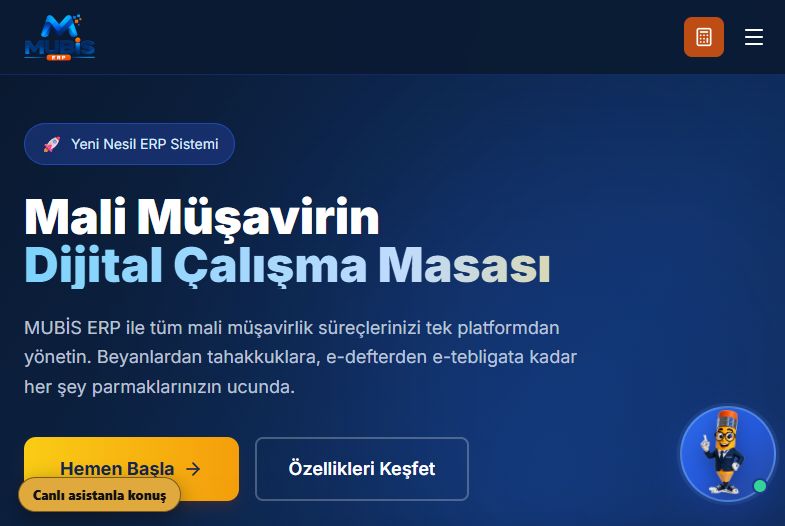 MUBİS
ERP
🚀 Yeni Nesil ERP Sistemi
Mali Müşavirin
Dijital Çalışma Masası
MUBİS ERP ile tüm mali müşavirlik süreçlerinizi tek platformdan
yönetin. Beyanlardan tahakkuklara, e-defterden e-tebligata kadar
her şey parmaklarınızın ucunda.
Hemen Başla →
Özellikleri Keşfet
Canlı asistanla konuş